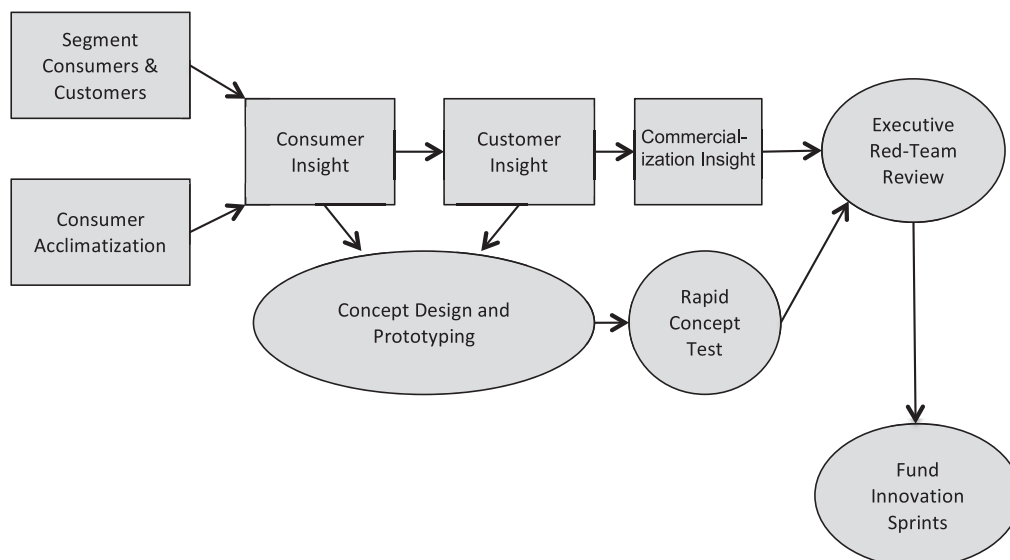 Segment
Consumers &
Customers
Consumer
Acclimatization
Consumer
Insight
Customer
Insight
Commercial-
ization Insight
Executive
Red-Team
Review
Concept Design and
Prototyping
Rapid
Concept
Test
Fund
Innovation
Sprints